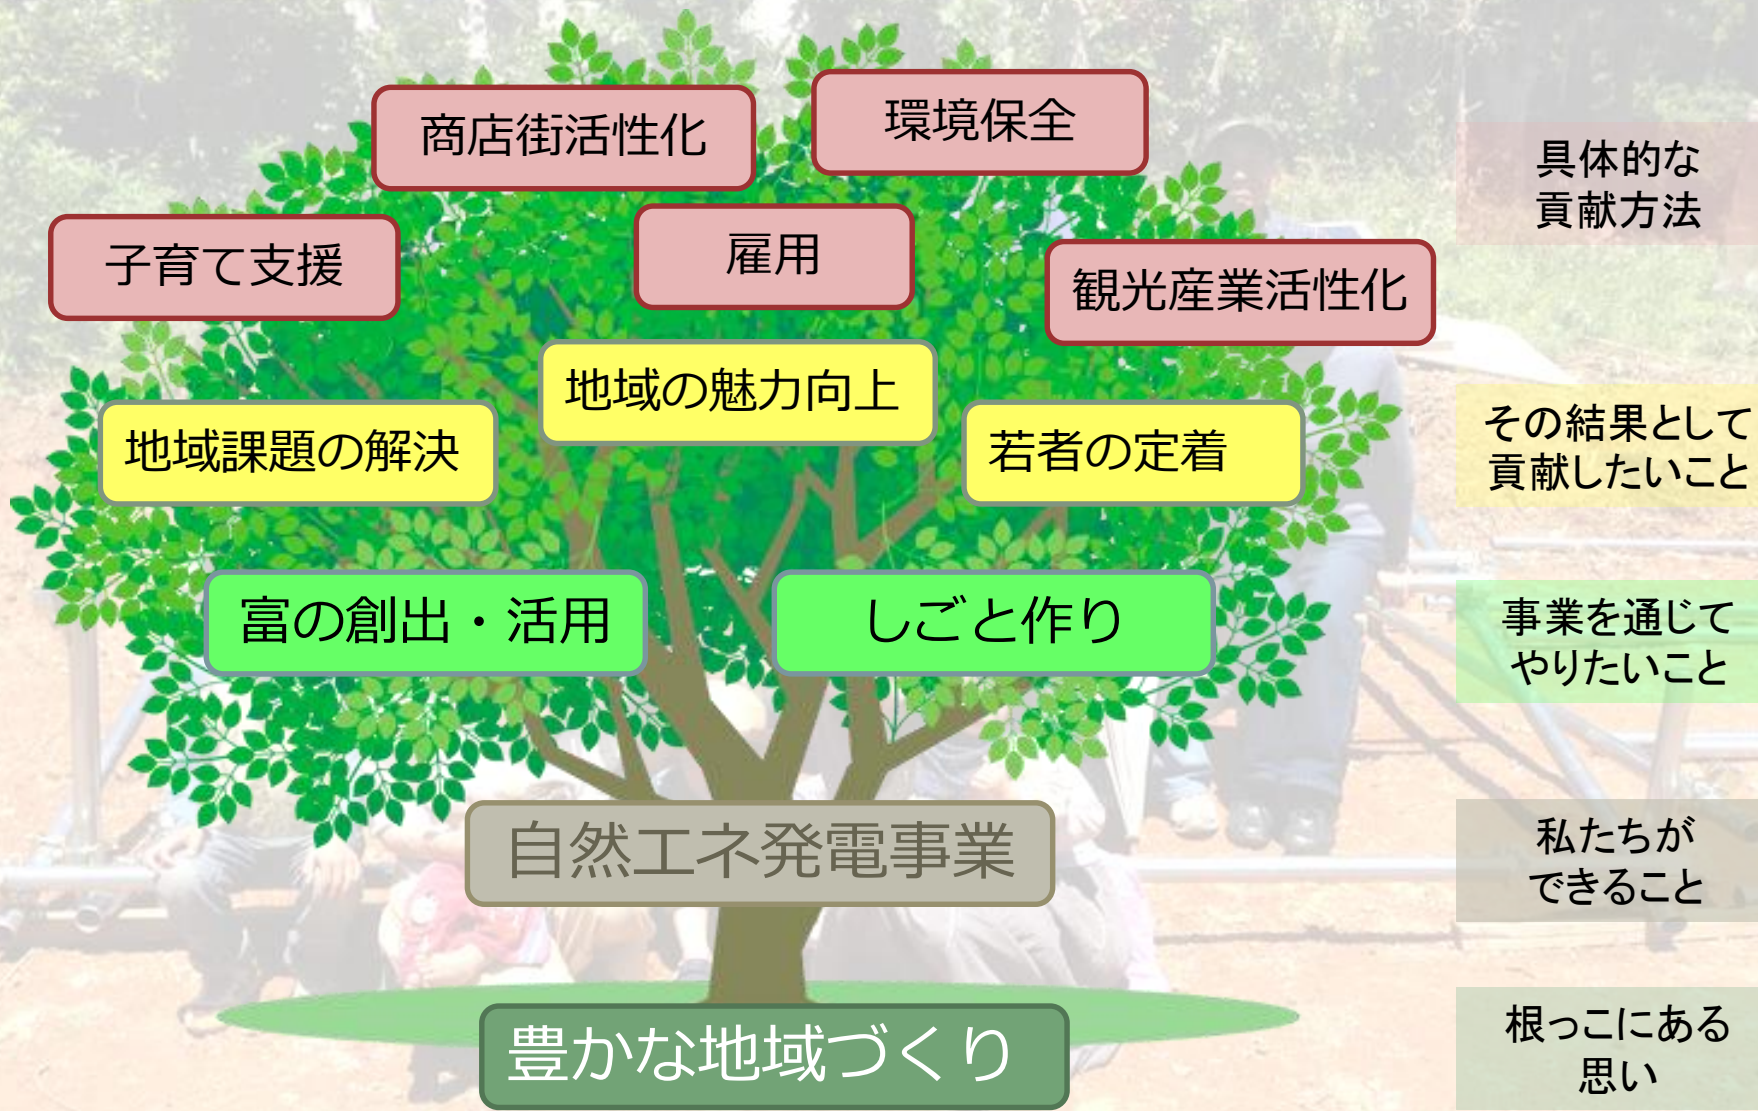 商店街活性化
環境保全
子育て支援
雇用
観光産業活性化
具体的な
貢献方法
地域の魅力向上
地域課題の解決
若者の定着
その結果として
貢献したいこと
富の創出・活用
しごと作り
事業を通じて
やりたいこと
自然エネ発電事業
私たちが
できること
豊かな地域づくり
根っこにある
思い